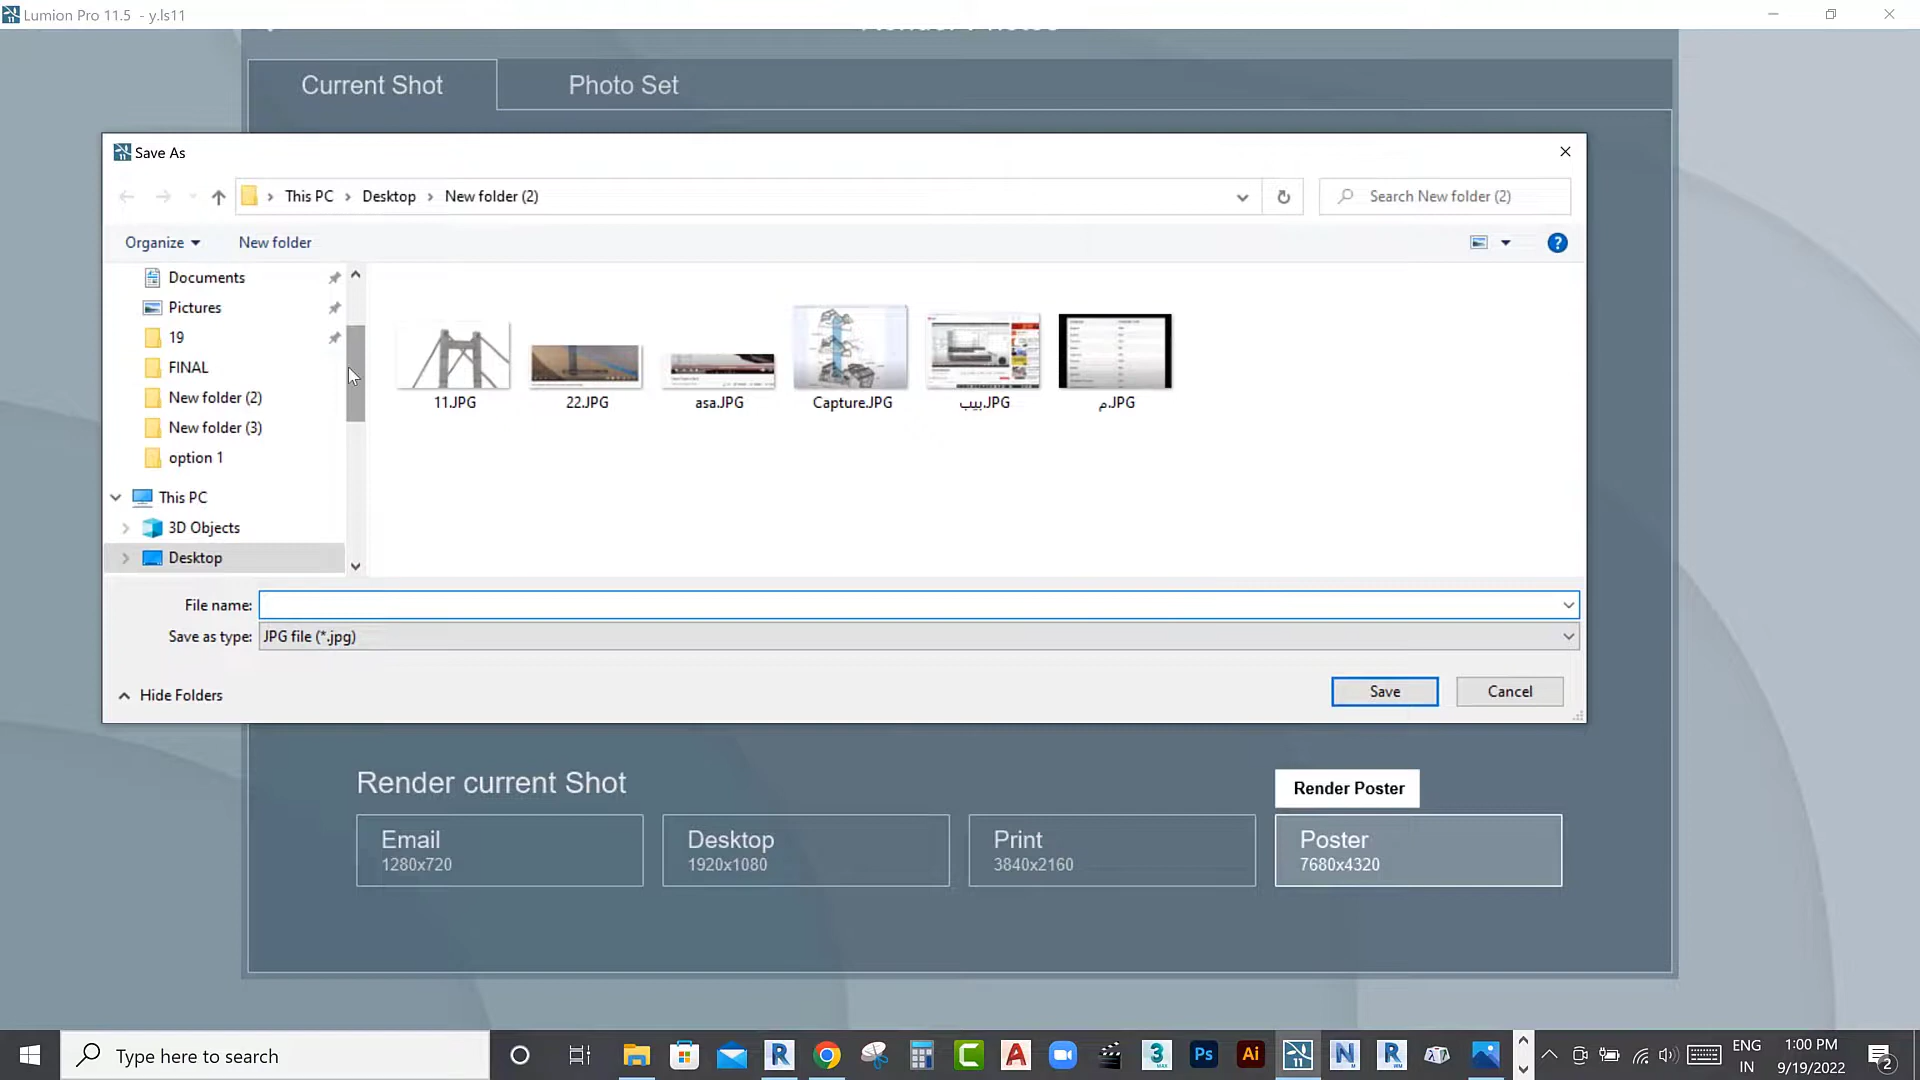 Lumion Pro 11.5 - y.ls11
Render Photos
Current Shot
Photo Set
Save As
This PC
Desktop
New folder (2)
Search New folder (2)
Organize
New folder
Documents
Pictures
19
FINAL
New folder (2)
New folder (3)
option 1
This PC
3D Objects
Desktop
11.JPG
22.JPG
asa.JPG
Capture.JPG
بيب.JPG
م.JPG
File name:
Save as type: JPG file (*.jpg)
Hide Folders
Save
Cancel
Render current Shot
Render Poster
Email
1280x720
Desktop
1920x1080
Print
3840x2160
Poster
7680x4320
Type here to search
ENG
IN
1:00 PM
9/19/2022
2